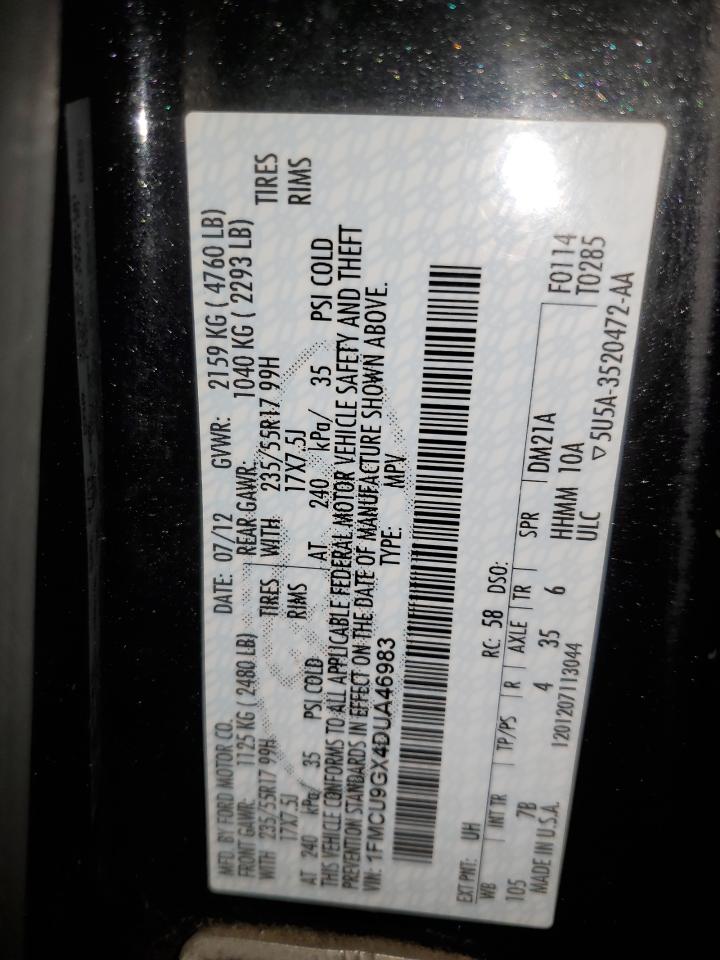 MFD. BY FORD MOTOR CO. DATE: 07/12 GVWR: 2159 KG ( 4760 LB)
FRONT GAWR: 1125 KG ( 2480 LB) REAR GAWR: 1040 KG ( 2293 LB)
WITH 235/55R17 99H TIRES WITH 235/55R17 99H TIRES
17X7.5J RIMS 17X7.5J RIMS
AT 240 kPa/ 35 PSI COLD AT 240 kPa/ 35 PSI COLD
THIS VEHICLE CONFORMS TO ALL APPLICABLE FEDERAL MOTOR VEHICLE SAFETY AND THEFT
PREVENTION STANDARDS IN EFFECT ON THE DATE OF MANUFACTURE SHOWN ABOVE.
VIN: 1FMCU9GX4DUA46983 TYPE: MPV
EXT PNT: UH RC: 58 DSO: F0114
WB INT TR TP/PS R AXLE TR SPR DM21A T0285
105 7B 4 35 6 HHMM 10A
MADE IN U.S.A. 1201207113044 ULC ▽5U5A-3520472-AA